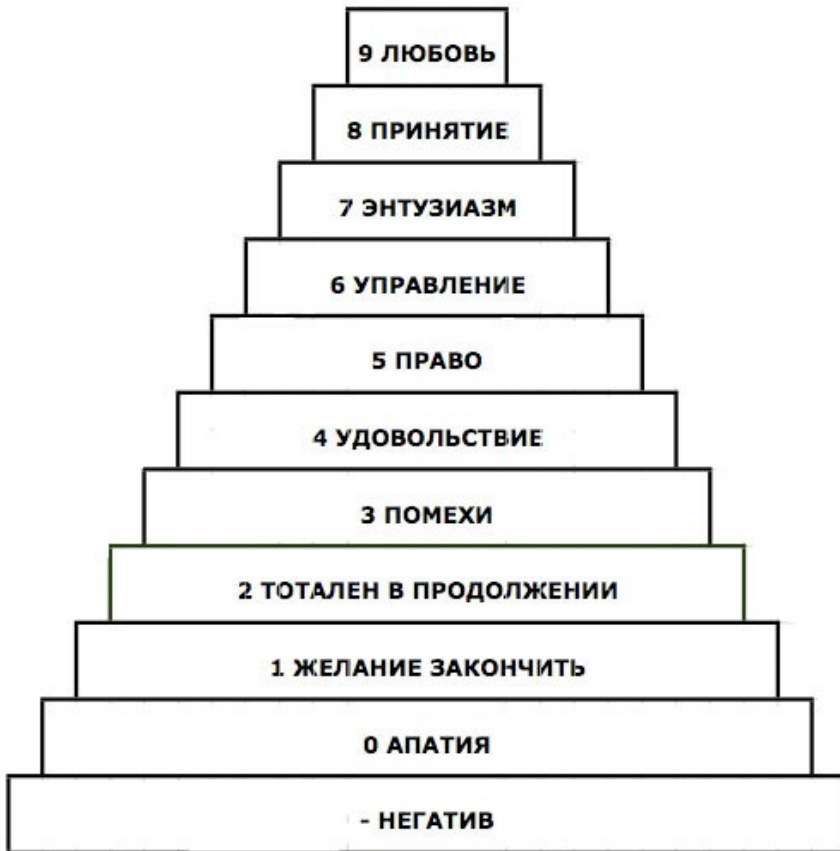 9 ЛЮБОВЬ
8 ПРИНЯТИЕ
7 ЭНТУЗИАЗМ
6 УПРАВЛЕНИЕ
5 ПРАВО
4 УДОВОЛЬСТВИЕ
3 ПОМЕХИ
2 ТОТАЛЕН В ПРОДОЛЖЕНИИ
1 ЖЕЛАНИЕ ЗАКОНЧИТЬ
0 АПАТИЯ
- НЕГАТИВ